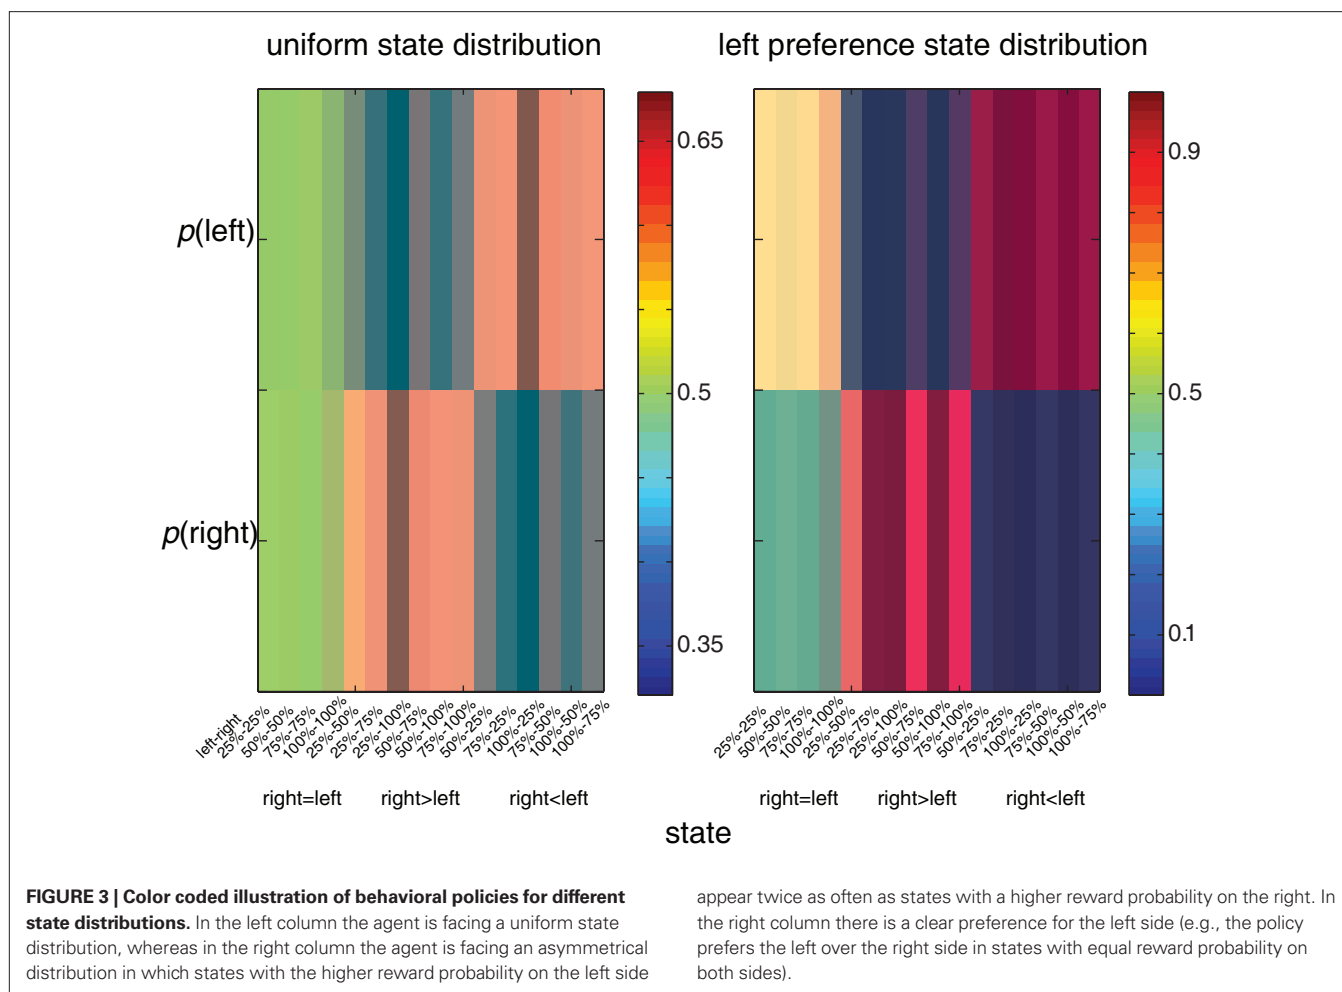 uniform state distribution
left preference state distribution
p(left)
p(right)
0.65
0.5
0.35
0.9
0.5
0.1
left-right
25%-25%
50%-50%
75%-75%
100%-100%
25%-50%
25%-75%
25%-100%
50%-75%
50%-100%
75%-100%
50%-25%
75%-25%
100%-25%
75%-50%
100%-50%
100%-75%
25%-25%
50%-50%
75%-75%
100%-100%
25%-50%
25%-75%
25%-100%
50%-75%
50%-100%
75%-100%
50%-25%
75%-25%
100%-25%
75%-50%
100%-50%
100%-75%
right=left
right>left
right<left
right=left
right>left
right<left
state
FIGURE 3 | Color coded illustration of behavioral policies for different
state distributions. In the left column the agent is facing a uniform state
distribution, whereas in the right column the agent is facing an asymmetrical
distribution in which states with the higher reward probability on the left side
appear twice as often as states with a higher reward probability on the right. In
the right column there is a clear preference for the left side (e.g., the policy
prefers the left over the right side in states with equal reward probability on
both sides).